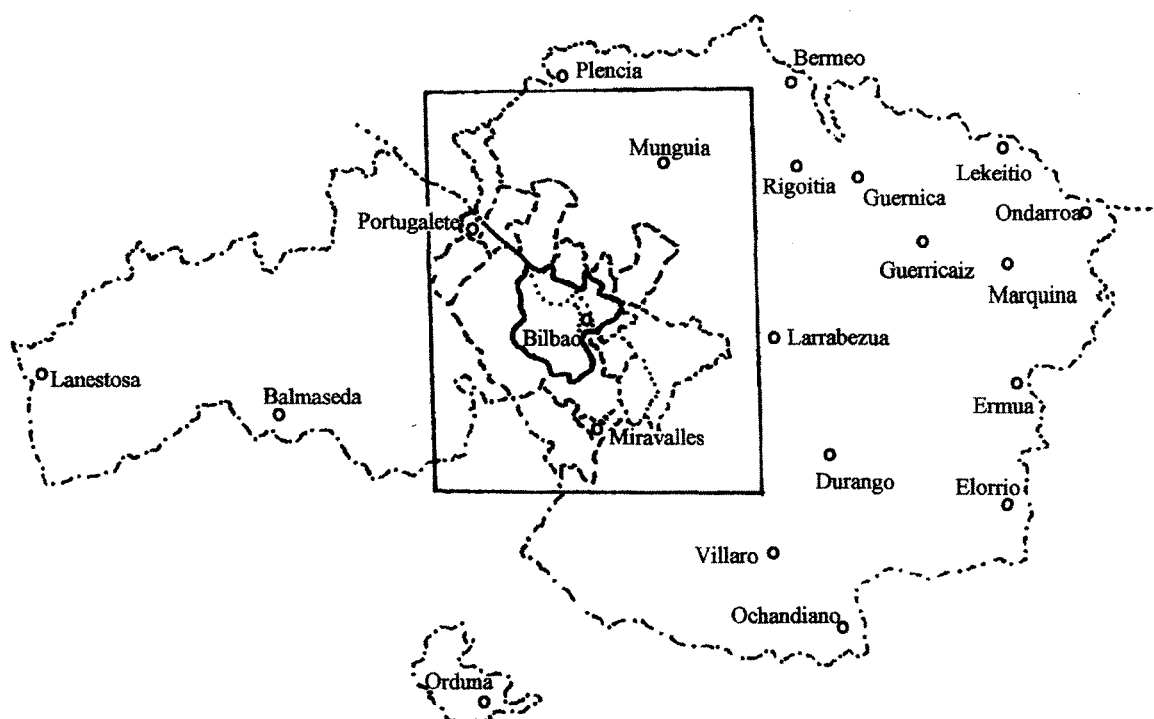 Plencia
Bermeo
Munguia
Lekeitio
Rigoitia
Guernica
Ondarroa
Portugalete
Guerricaiz
Marquina
Bilbao
Larrabezua
Lanestosa
Balmaseda
Ermua
Miravalles
Durango
Elorrio
Villaro
Ochandiano
Orduña